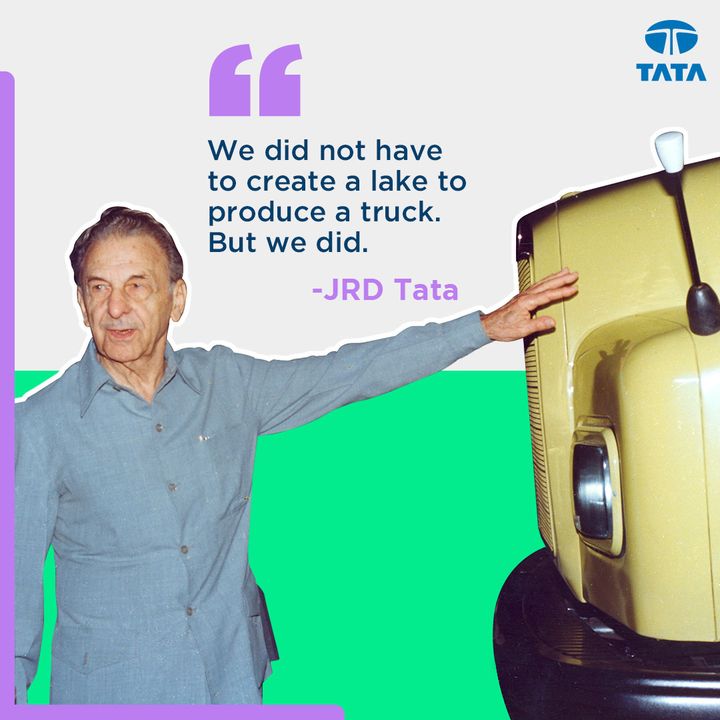 TATA
We did not have
to create a lake to
produce a truck.
But we did.
-JRD Tata